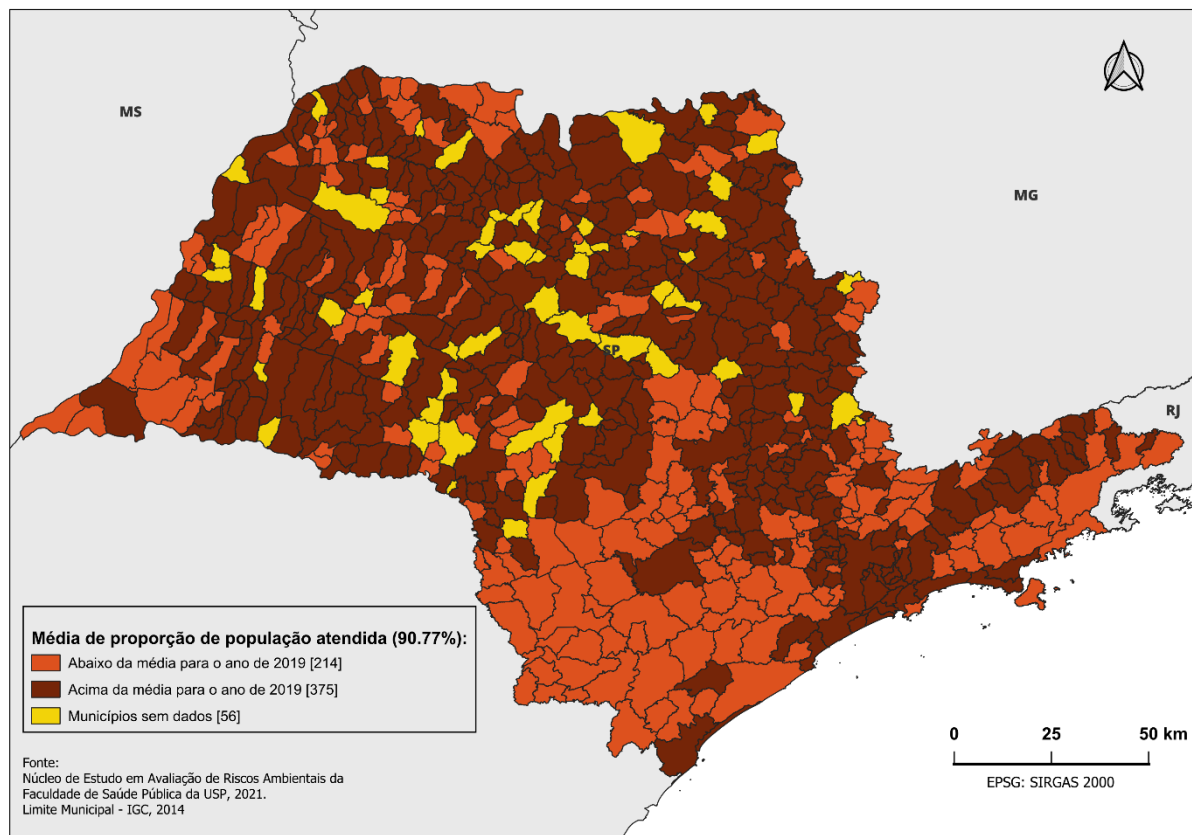 MS
MG
SP
RJ
Média de proporção de população atendida (90.77%):
Abaixo da média para o ano de 2019 [214]
Acima da média para o ano de 2019 [375]
Municípios sem dados [56]
Fonte:
Núcleo de Estudo em Avaliação de Riscos Ambientais da
Faculdade de Saúde Pública da USP, 2021.
Limite Municipal - IGC, 2014
0 25 50 km
EPSG: SIRGAS 2000